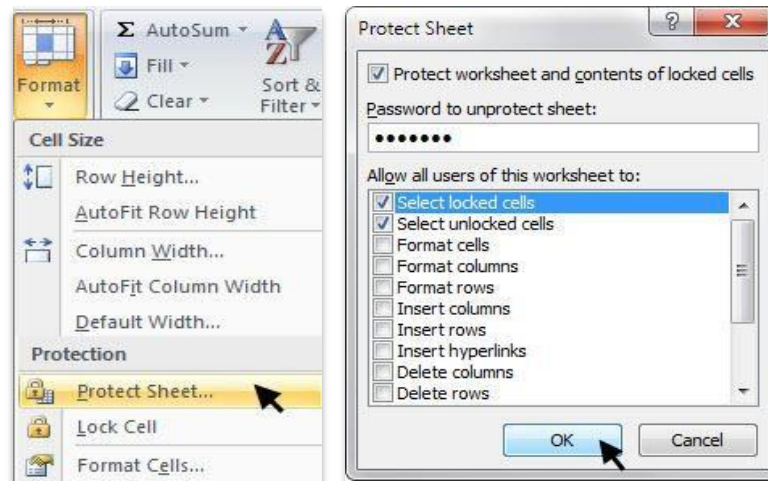 Σ AutoSum
Fill
Clear
Format
Sort &
Filter
Cell Size
Row Height...
AutoFit Row Height
Column Width...
AutoFit Column Width
Default Width...
Protection
Protect Sheet...
Lock Cell
Format Cells...
Protect Sheet
Protect worksheet and contents of locked cells
Password to unprotect sheet:
•••••••
Allow all users of this worksheet to:
Select locked cells
Select unlocked cells
Format cells
Format columns
Format rows
Insert columns
Insert rows
Insert hyperlinks
Delete columns
Delete rows
OK Cancel